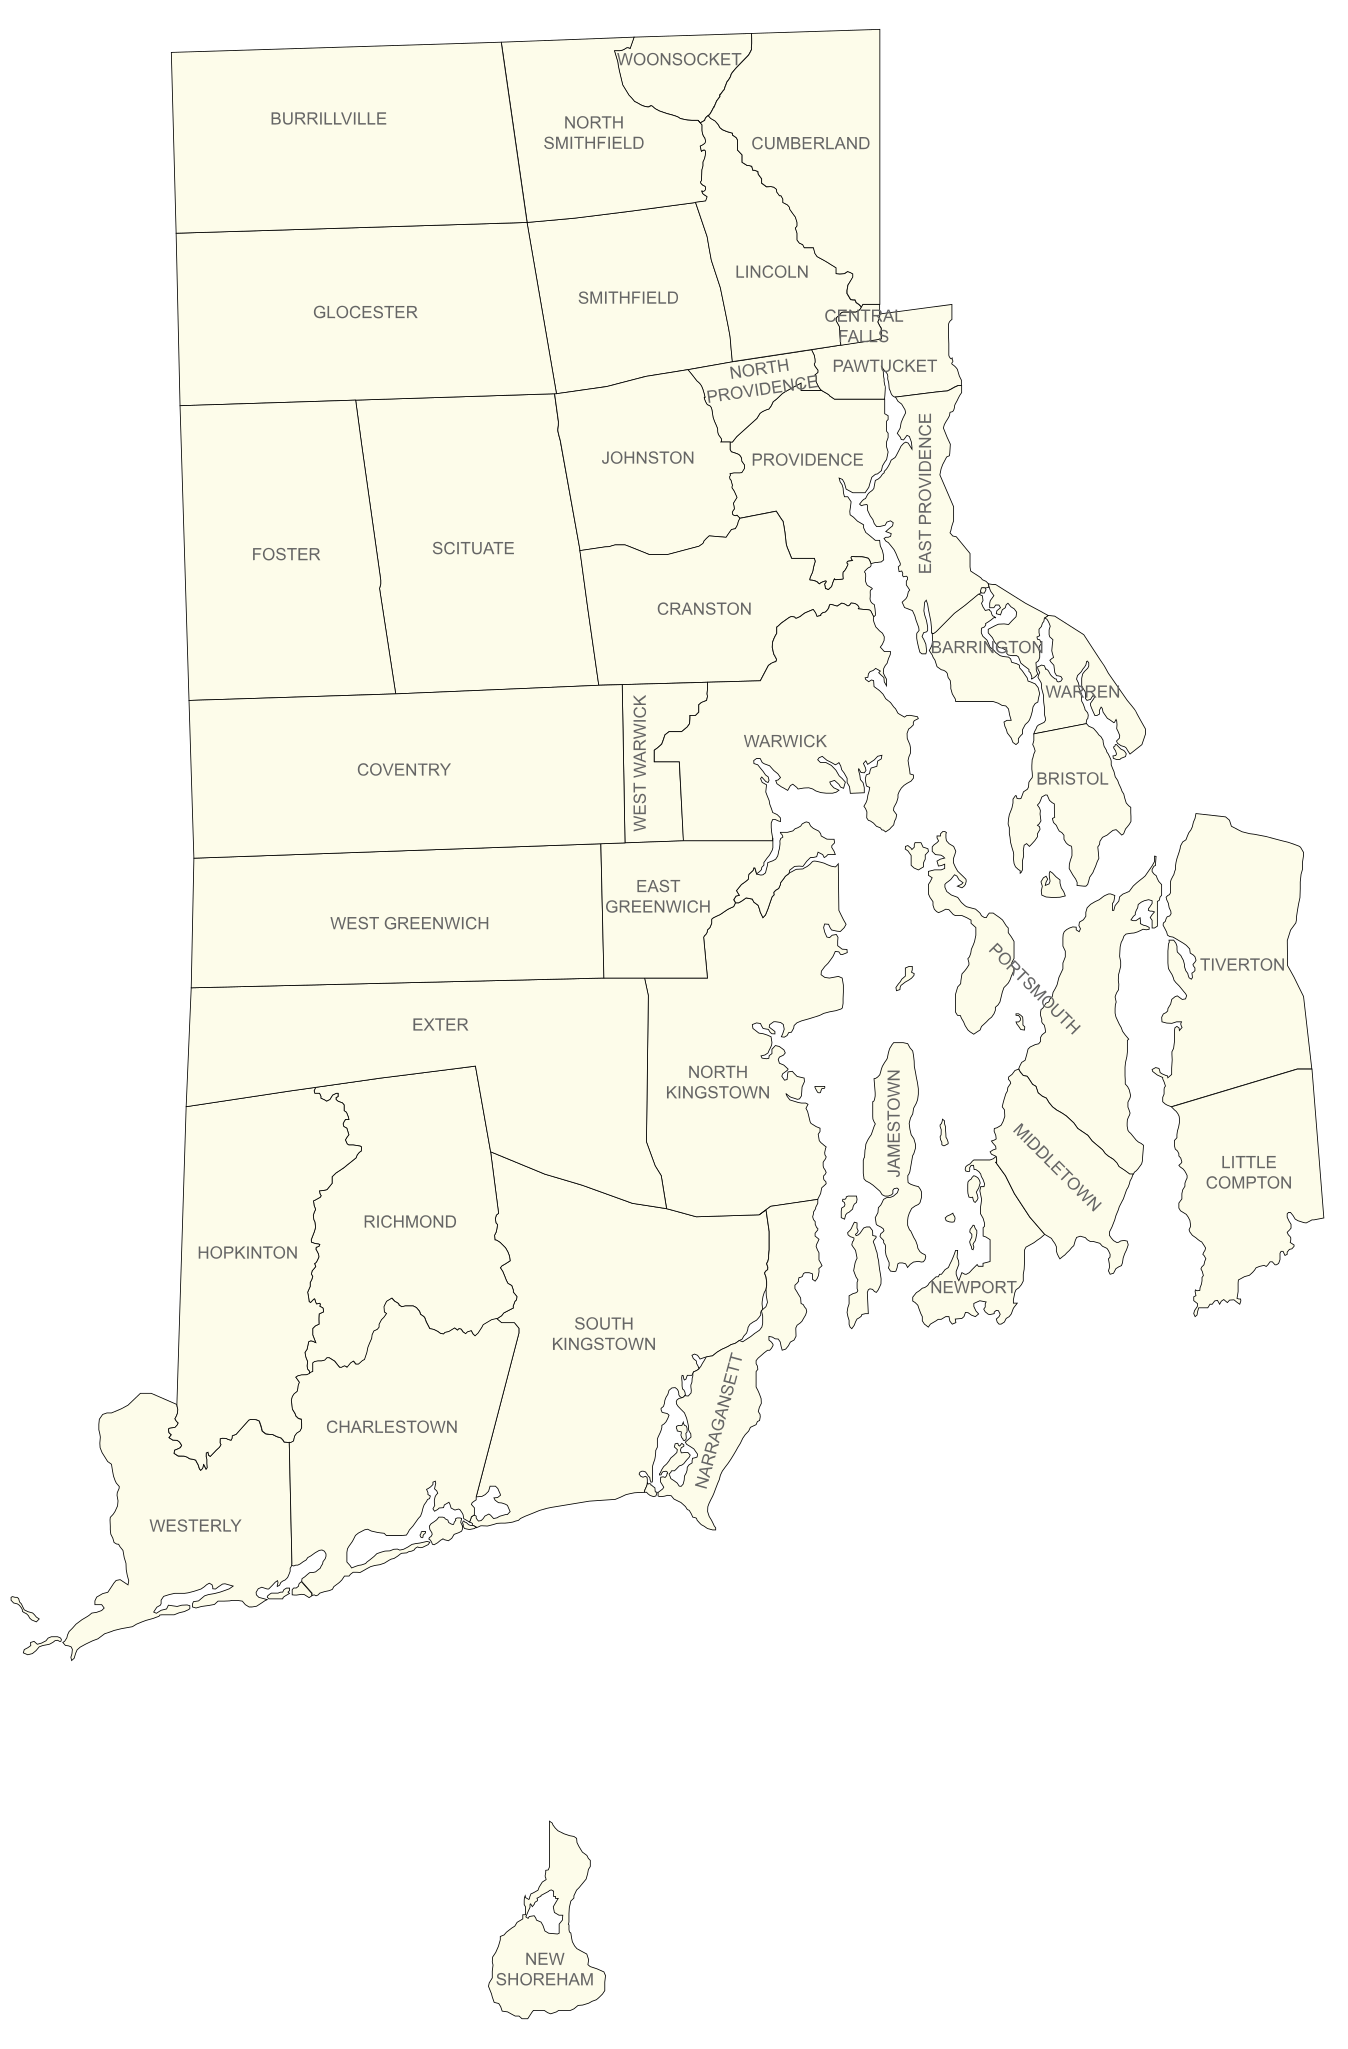 WOONSOCKET
BURRILLVILLE
NORTH
SMITHFIELD
CUMBERLAND
LINCOLN
SMITHFIELD
GLOCESTER
CENTRAL
FALLS
PAWTUCKET
NORTH
PROVIDENCE
JOHNSTON
PROVIDENCE
EAST PROVIDENCE
FOSTER
SCITUATE
CRANSTON
BARRINGTON
WARREN
WEST WARWICK
WARWICK
COVENTRY
BRISTOL
EAST
GREENWICH
WEST GREENWICH
PORTSMOUTH
TIVERTON
EXTER
NORTH
KINGSTOWN
JAMESTOWN
MIDDLETOWN
LITTLE
COMPTON
RICHMOND
HOPKINTON
NEWPORT
SOUTH
KINGSTOWN
NARRAGANSETT
CHARLESTOWN
WESTERLY
NEW
SHOREHAM